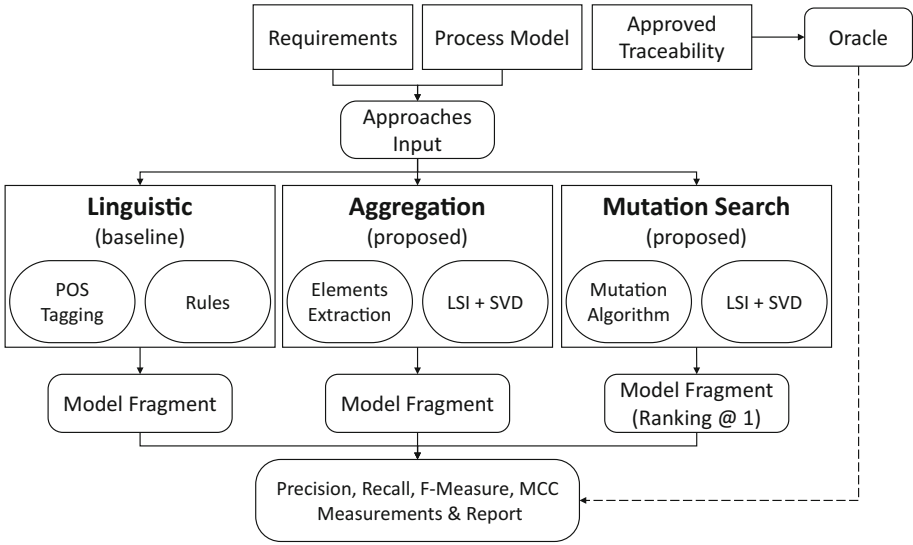 Requirements
Process Model
Approved
Traceability
Oracle
Approaches
Input
Linguistic
(baseline)
POS
Tagging
Rules
Aggregation
(proposed)
Elements
Extraction
LSI + SVD
Mutation Search
(proposed)
Mutation
Algorithm
LSI + SVD
Model Fragment
Model Fragment
Model Fragment
(Ranking @ 1)
Precision, Recall, F-Measure, MCC
Measurements & Report